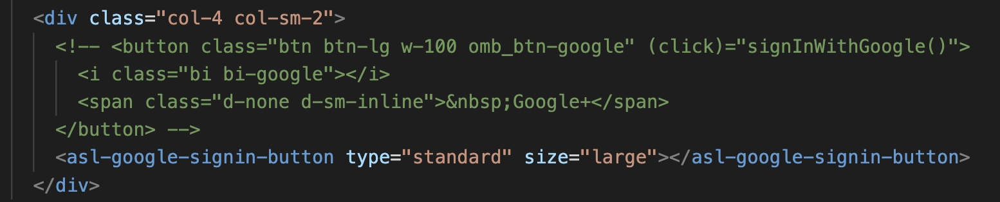 <div class="col-4 col-sm-2">
<!-- <button class="btn btn-lg w-100 omb_btn-google" (click)="signInWithGoogle()">
<i class="bi bi-google"></i>
<span class="d-none d-sm-inline">&nbsp;Google+</span>
</button> -->
<asl-google-signin-button type="standard" size="large"></asl-google-signin-button>
</div>